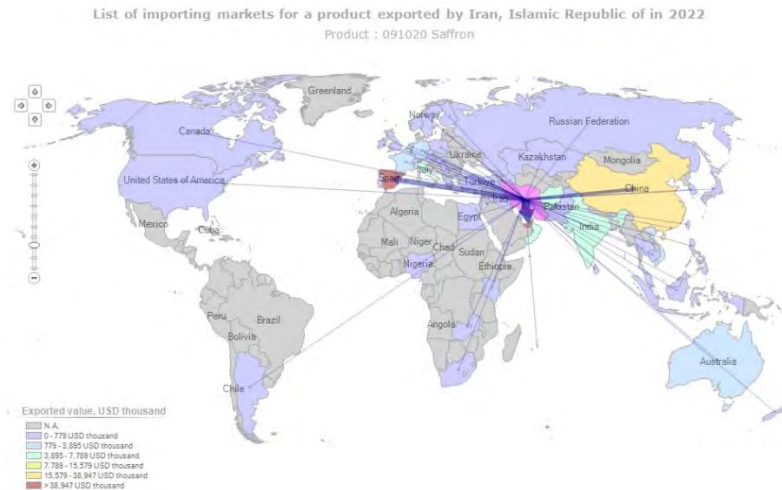 List of importing markets for a product exported by Iran, Islamic Republic of in 2022
Product : 091020 Saffron
Greenland
Norway
Russian Federation
Canada
Ukraine
Kazakhstan
Mongolia
Italy
Spain
Türkiye
United States of America
China
Iraq
Pakistan
Algeria
Egypt
India
Mexico
Cuba
Mali
Niger
Chad
Sudan
Nigeria
Ethiopia
Peru
Brazil
Angola
Bolivia
Australia
Chile
Exported value, USD thousand
N.A.
0 - 779 USD thousand
779 - 3,895 USD thousand
3,895 - 7,789 USD thousand
7,789 - 15,579 USD thousand
15,579 - 38,947 USD thousand
> 38,947 USD thousand